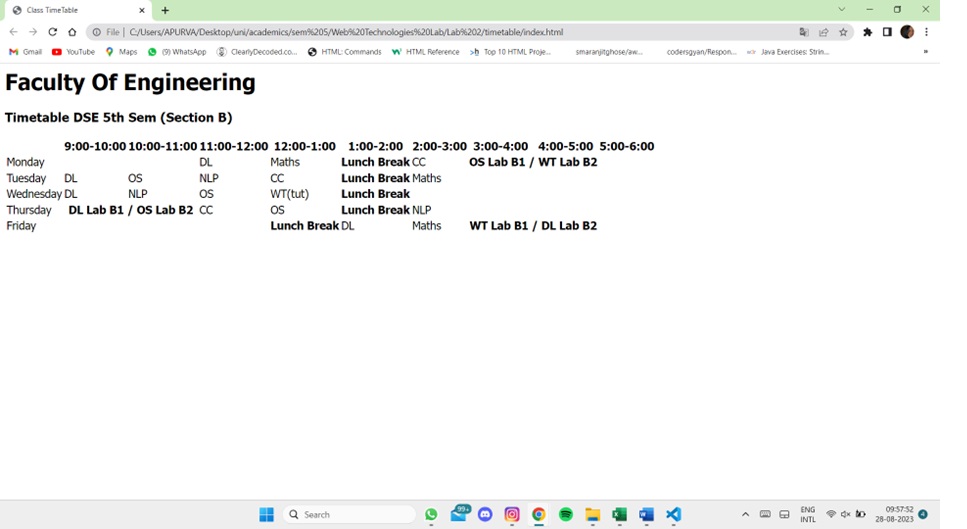 Class TimeTable
File | C:/Users/APURVA/Desktop/uni/academics/sem%205/Web%20Technologies%20Lab/Lab%202/timetable/index.html
Gmail YouTube Maps (9) WhatsApp ClearlyDecoded.co... HTML: Commands HTML Reference Top 10 HTML Proje... smaranjitghose/aw... codersgyan/Respon... Java Exercises: Strin... »
Faculty Of Engineering
Timetable DSE 5th Sem (Section B)
9:00-10:00 10:00-11:00 11:00-12:00 12:00-1:00 1:00-2:00 2:00-3:00 3:00-4:00 4:00-5:00 5:00-6:00
Monday DL Maths Lunch Break CC OS Lab B1 / WT Lab B2
Tuesday DL OS NLP CC Lunch Break Maths
Wednesday DL NLP OS WT(tut) Lunch Break
Thursday DL Lab B1 / OS Lab B2 CC OS Lunch Break NLP
Friday Lunch Break DL Maths WT Lab B1 / DL Lab B2
Search 99+ ENG 09:57:52
INTL 28-08-2023 4